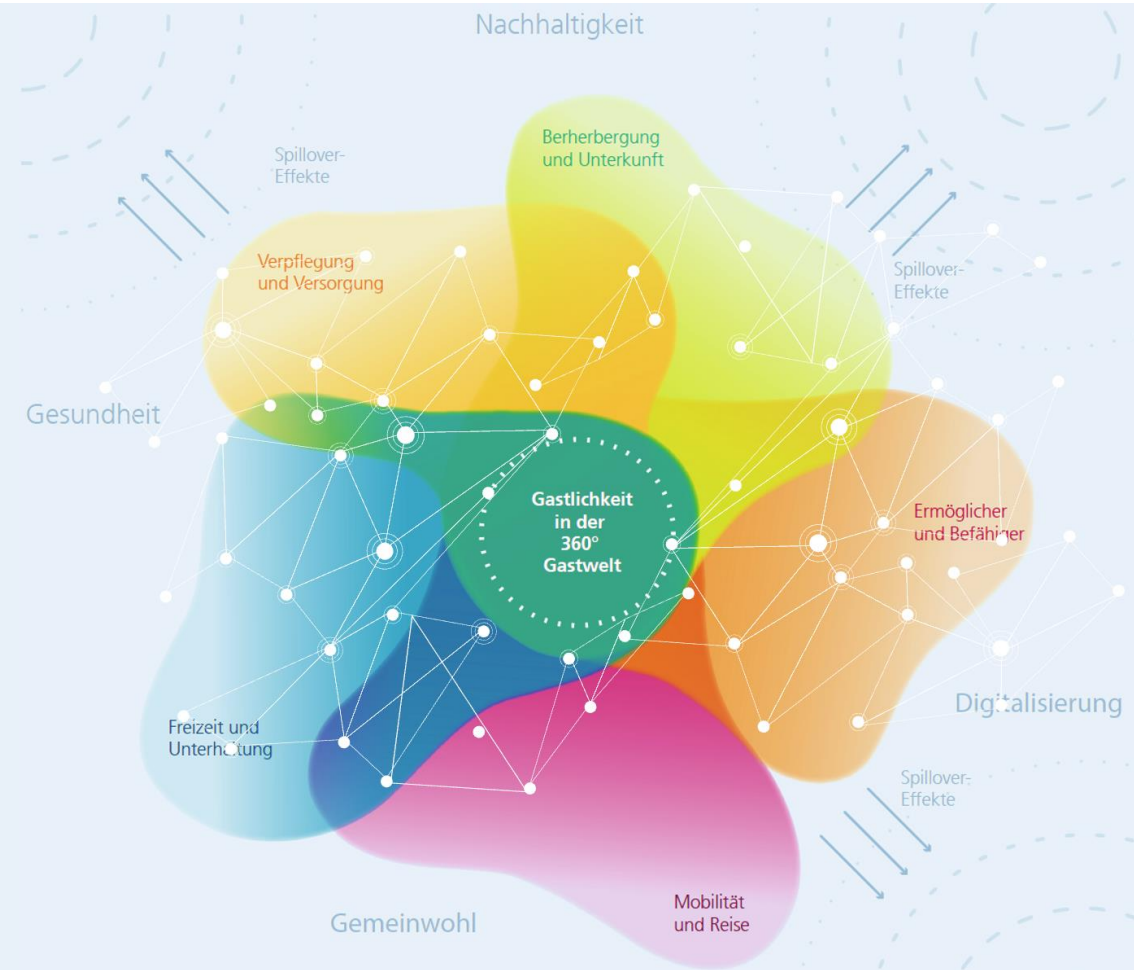 Nachhaltigkeit
Berherbergung
und Unterkunft
Spillover-
Effekte
Verpflegung
und Versorgung
Spillover-
Effekte
Gesundheit
Gastlichkeit
in der
360°
Gastwelt
Ermöglicher
und Befähiger
Freizeit und
Unterhaltung
Digitalisierung
Spillover-
Effekte
Mobilität
und Reise
Gemeinwohl